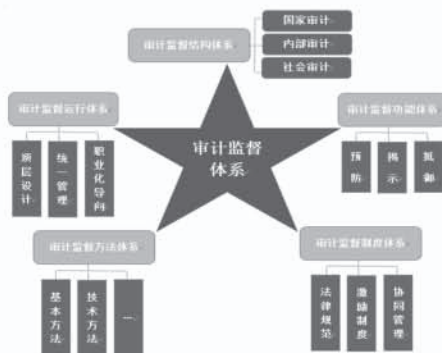 国家审计
审计监督结构体系
内部审计
社会审计
审计监督运行体系
审计监督功能体系
审计监督
体系
顶层设计
统一管理
职业化导向
预防
揭示
抵御
审计监督方法体系
审计监督制度体系
基本方法
技术方法
法律规范
激励制度
协同管理